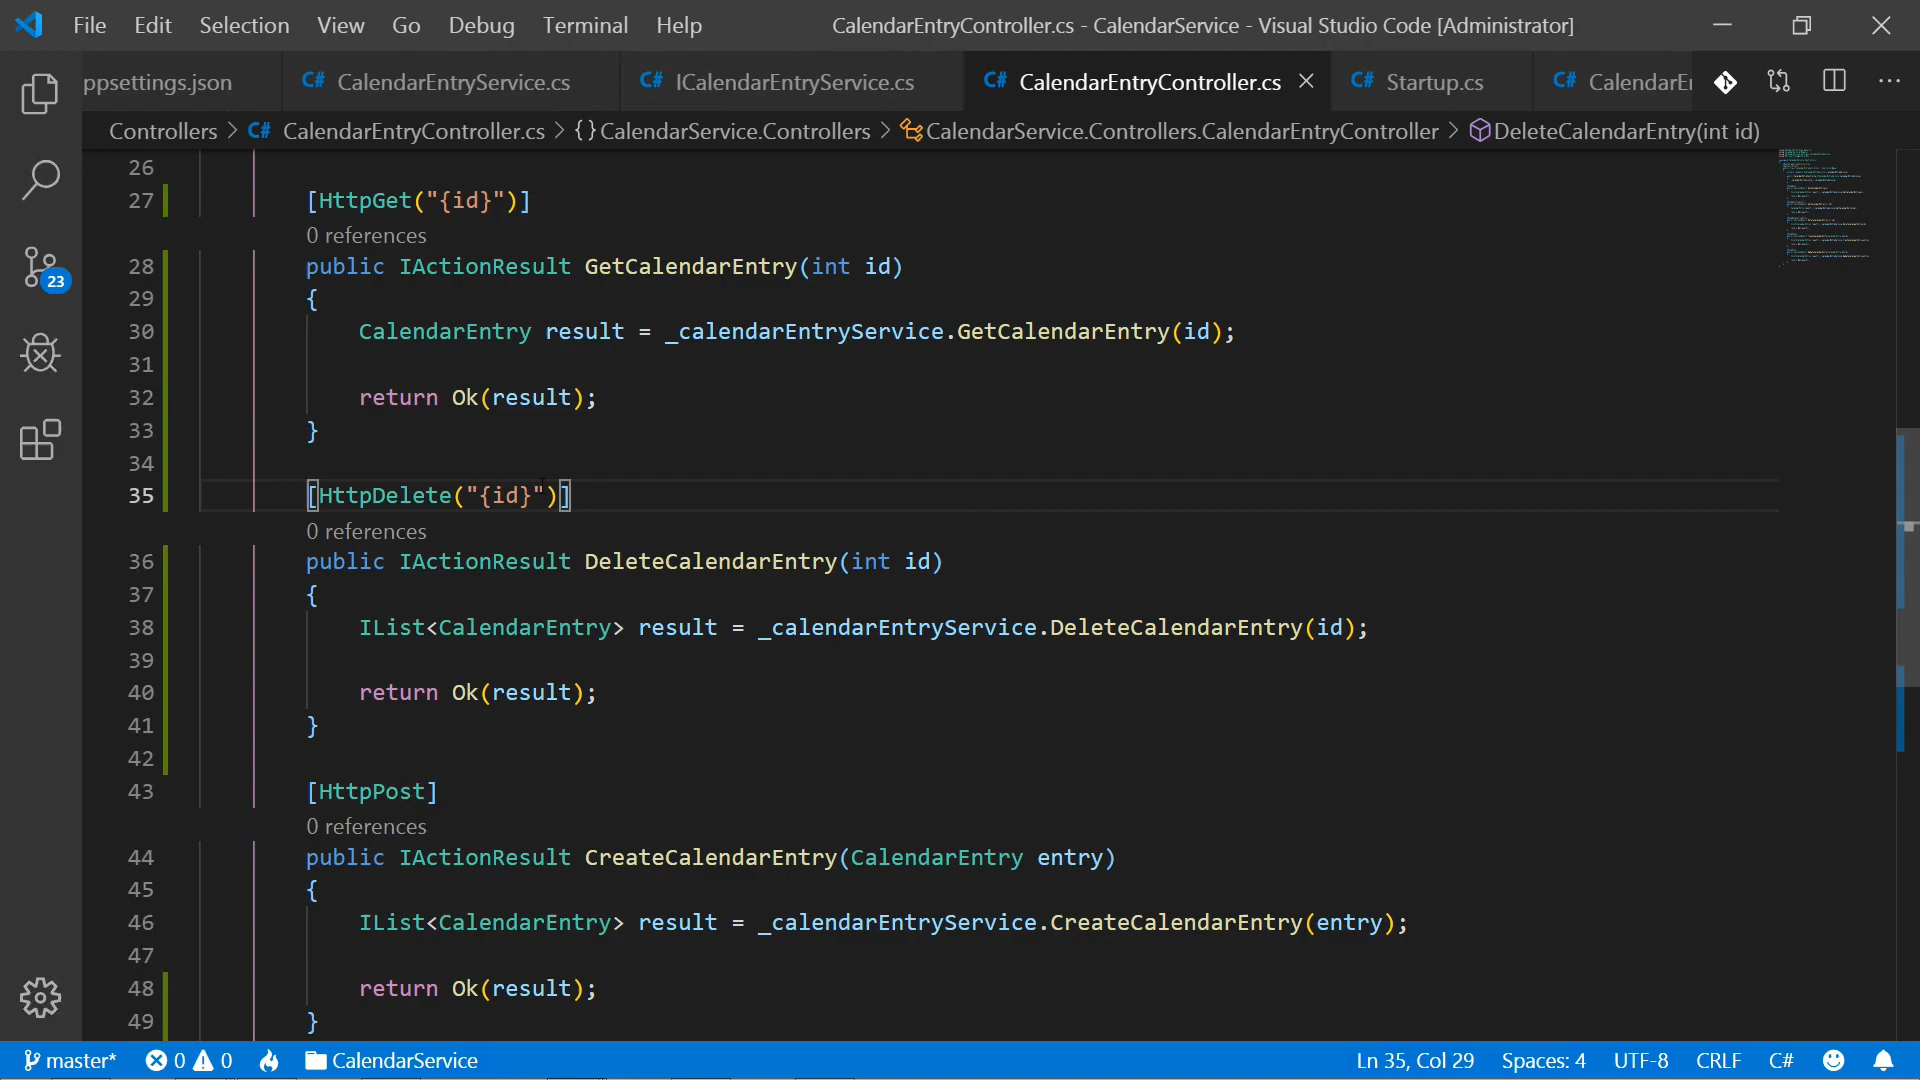 File Edit Selection View Go Debug Terminal Help CalendarEntryController.cs - CalendarService - Visual Studio Code [Administrator]
ppsettings.json C# CalendarEntryService.cs C# ICalendarEntryService.cs C# CalendarEntryController.cs C# Startup.cs C# CalendarE
Controllers > C# CalendarEntryController.cs > {} CalendarService.Controllers > CalendarService.Controllers.CalendarEntryController > DeleteCalendarEntry(int id)
26
27 [HttpGet("{id}")]
0 references
28 public IActionResult GetCalendarEntry(int id)
29 {
30 CalendarEntry result = _calendarEntryService.GetCalendarEntry(id);
31
32 return Ok(result);
33 }
34
35 [HttpDelete("{id}")]
0 references
36 public IActionResult DeleteCalendarEntry(int id)
37 {
38 IList<CalendarEntry> result = _calendarEntryService.DeleteCalendarEntry(id);
39
40 return Ok(result);
41 }
42
43 [HttpPost]
0 references
44 public IActionResult CreateCalendarEntry(CalendarEntry entry)
45 {
46 IList<CalendarEntry> result = _calendarEntryService.CreateCalendarEntry(entry);
47
48 return Ok(result);
49 }
23
master* 0 0 CalendarService Ln 35, Col 29 Spaces: 4 UTF-8 CRLF C#